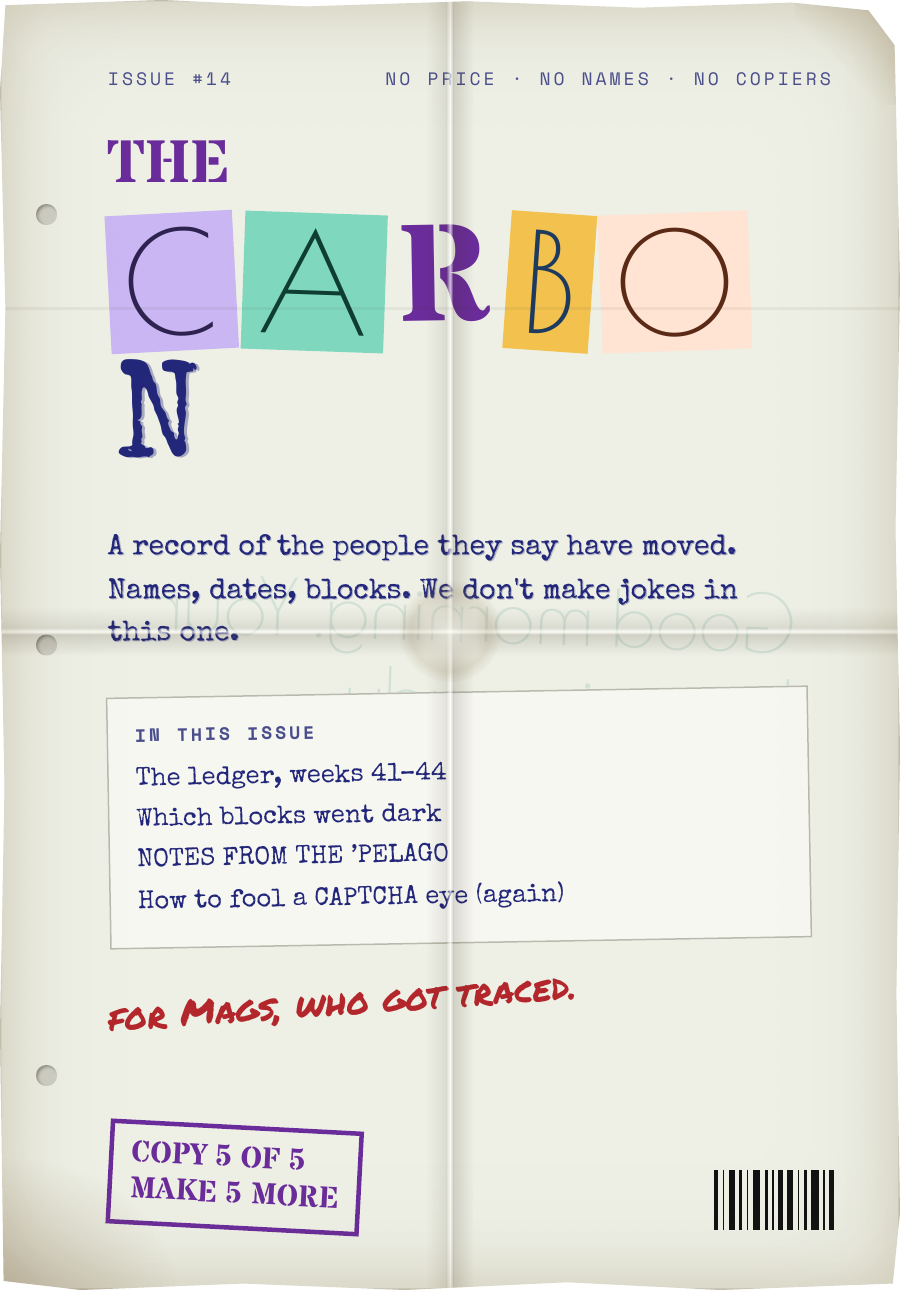 ISSUE #14
NO PRICE · NO NAMES · NO COPIERS
THE
CARBO
N
A record of the people they say have moved.
Names, dates, blocks. We don't make jokes in
this one.
Good morning. Your
IN THIS ISSUE
The ledger, weeks 41–44
Which blocks went dark
NOTES FROM THE ’PELAGO
How to fool a CAPTCHA eye (again)
FOR MAGS, WHO GOT TRACED.
COPY 5 OF 5
MAKE 5 MORE